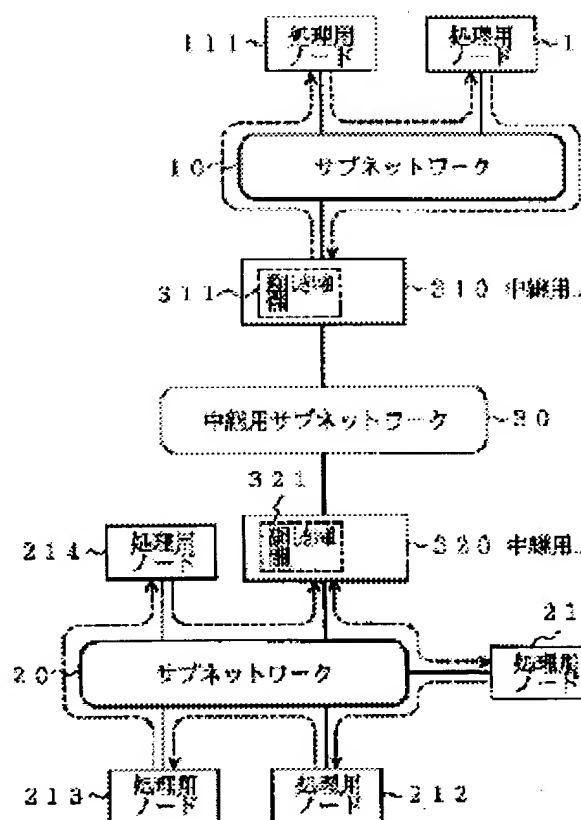 111
処理用
ノード
処理用
ノード
1
10
サブネットワーク
311
310 中継用
中継用サブネットワーク
30
321
214
処理用
ノード
320 中継用
21
20
サブネットワーク
処理用
ノード
213
処理用
ノード
処理用
ノード
212